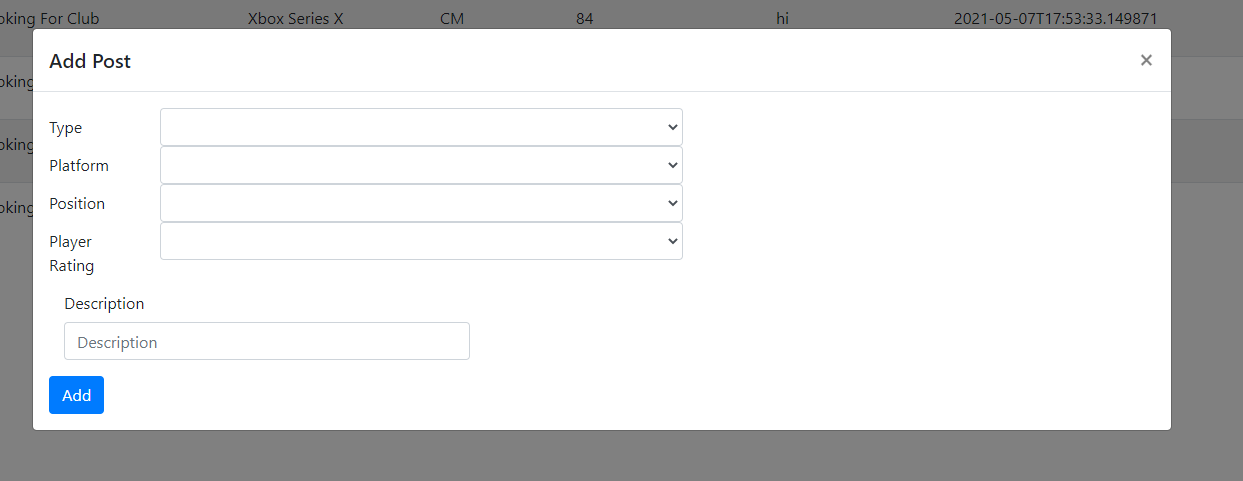 oking For Club Xbox Series X CM 84 hi 2021-05-07T17:53:33.149871
Add Post ×
oking
Type
oking
Platform
Position
oking
Player
Rating
Description
Description
Add